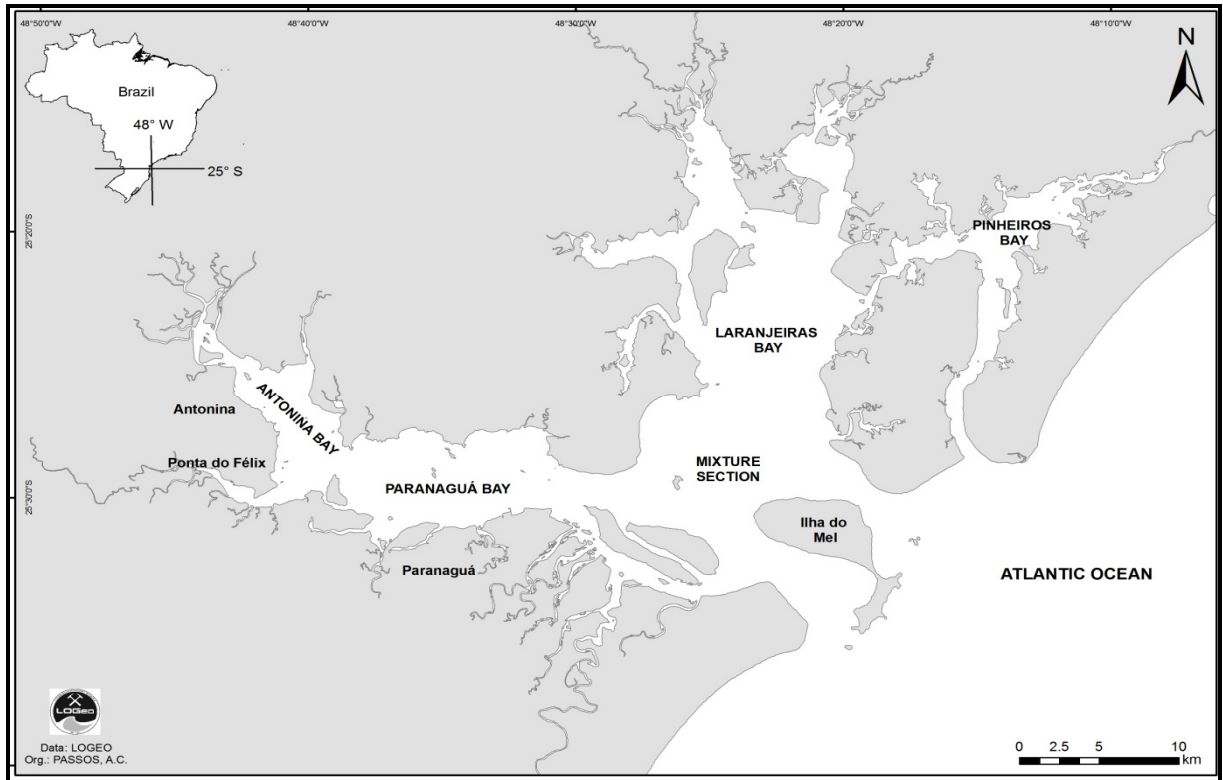 48°50'0"W
48°40'0"W
48°30'0"W
48°20'0"W
48°10'0"W
N
Brazil
48° W
25° S
25°20'0"S
PINHEIROS
BAY
LARANJEIRAS
BAY
ANTONINA BAY
Antonina
Ponta do Félix
MIXTURE
SECTION
PARANAGUÁ BAY
25°30'0"S
Ilha do
Mel
Paranaguá
ATLANTIC OCEAN
LOGeo
Data: LOGEO
Org.: PASSOS, A.C.
0 2.5 5 10
km